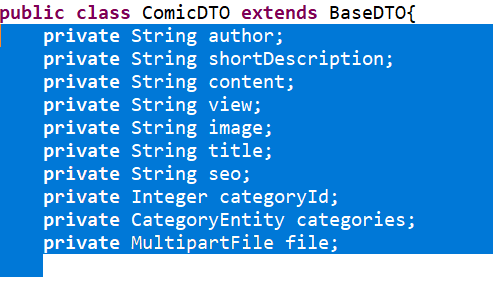 public class ComicDTO extends BaseDTO{
private String author;
private String shortDescription;
private String content;
private String view;
private String image;
private String title;
private String seo;
private Integer categoryId;
private CategoryEntity categories;
private MultipartFile file;